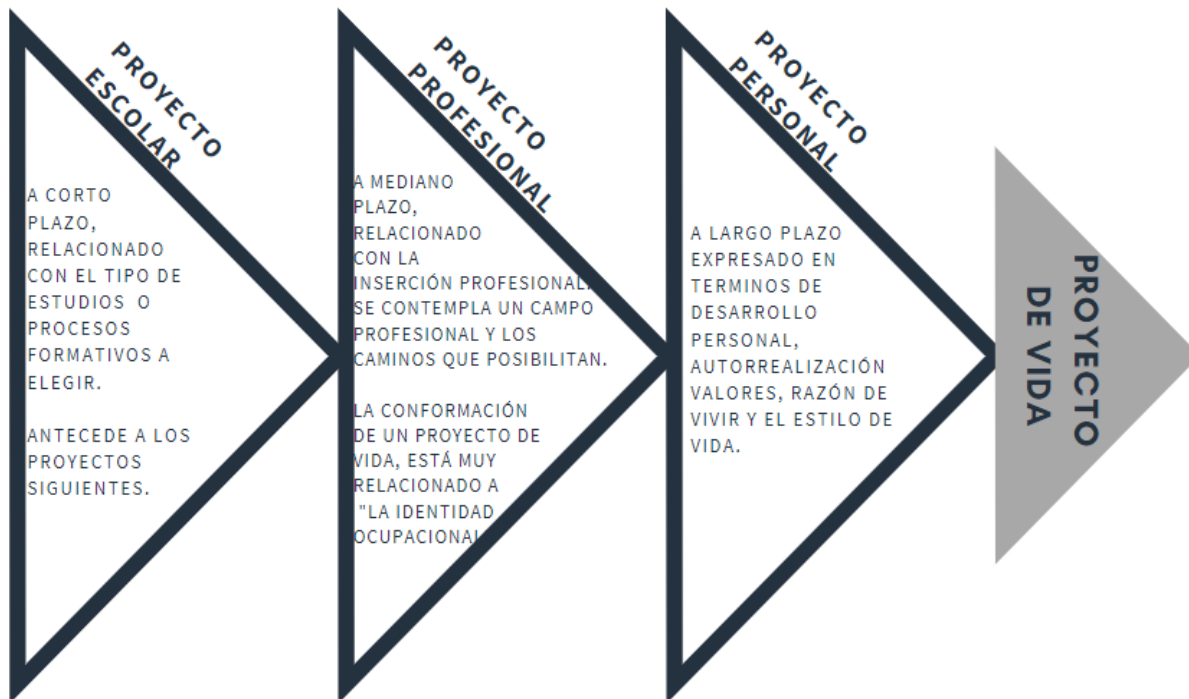 PROYECTO
ESCOLAR
A CORTO
PLAZO,
RELACIONADO
CON EL TIPO DE
ESTUDIOS O
PROCESOS
FORMATIVOS A
ELEGIR.
ANTECEDE A LOS
PROYECTOS
SIGUIENTES.
PROYECTO
PROFESIONAL
A MEDIANO
PLAZO,
RELACIONADO
CON LA
INSERCIÓN PROFESIONAL.
SE CONTEMPLA UN CAMPO
PROFESIONAL Y LOS
CAMINOS QUE POSIBILITAN.
LA CONFORMACIÓN
DE UN PROYECTO DE
VIDA, ESTÁ MUY
RELACIONADO A
"LA IDENTIDAD
OCUPACIONAL
PROYECTO
PERSONAL
A LARGO PLAZO
EXPRESADO EN
TERMINOS DE
DESARROLLO
PERSONAL,
AUTORREALIZACIÓN
VALORES, RAZÓN DE
VIVIR Y EL ESTILO DE
VIDA.
PROYECTO
DE VIDA